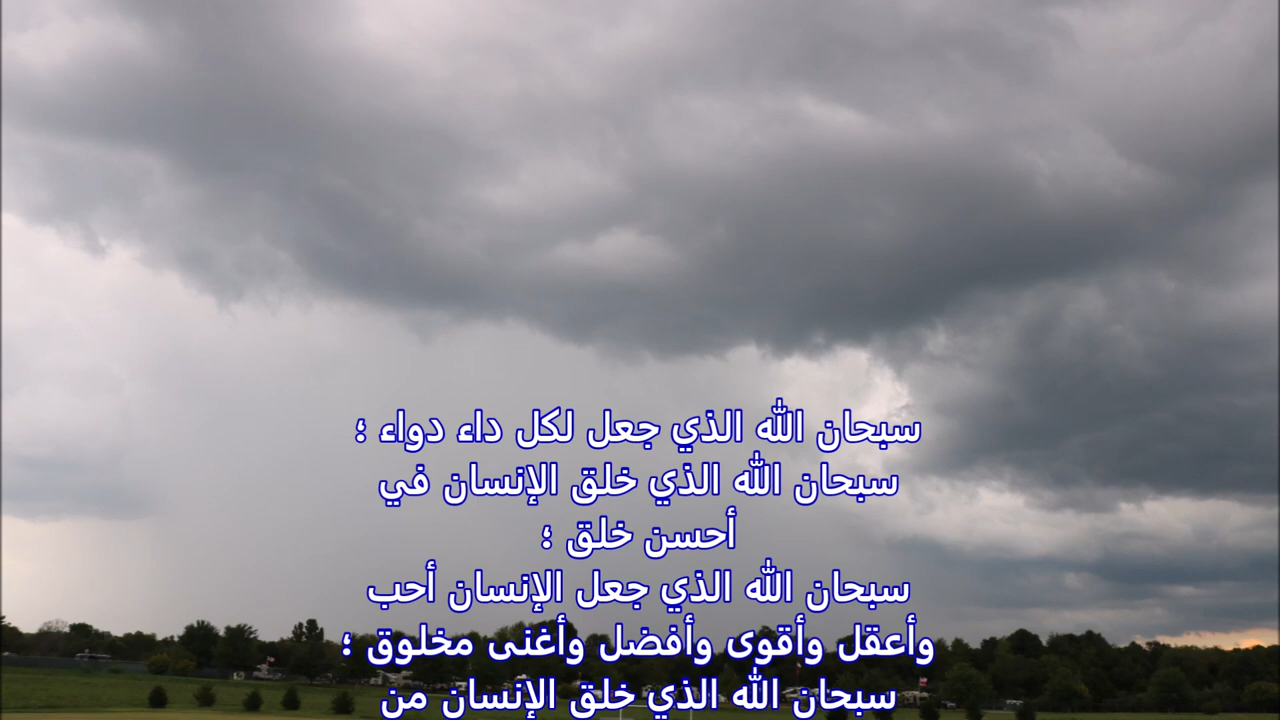 سبحان الله الذي جعل لكل داء دواء ؛
سبحان الله الذي خلق الإنسان في
أحسن خلق ؛
سبحان الله الذي جعل الإنسان أحب
وأعقل وأقوى وأفضل وأغنى مخلوق ؛
سبحان الله الذي خلق الإنسان من